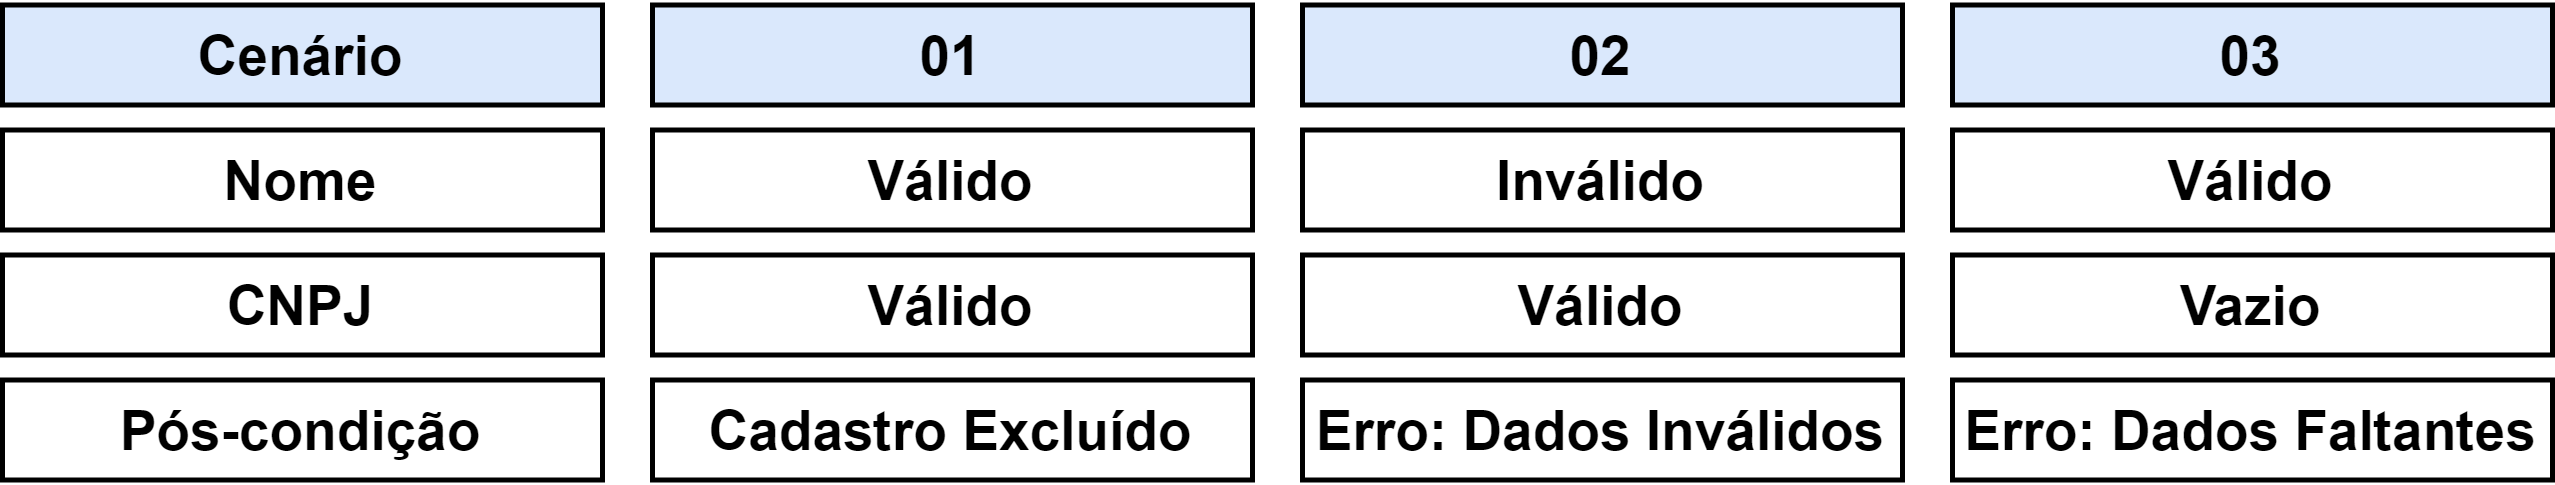 Cenário 01 02 03
Nome Válido Inválido Válido
CNPJ Válido Válido Vazio
Pós-condição Cadastro Excluído Erro: Dados Inválidos Erro: Dados Faltantes